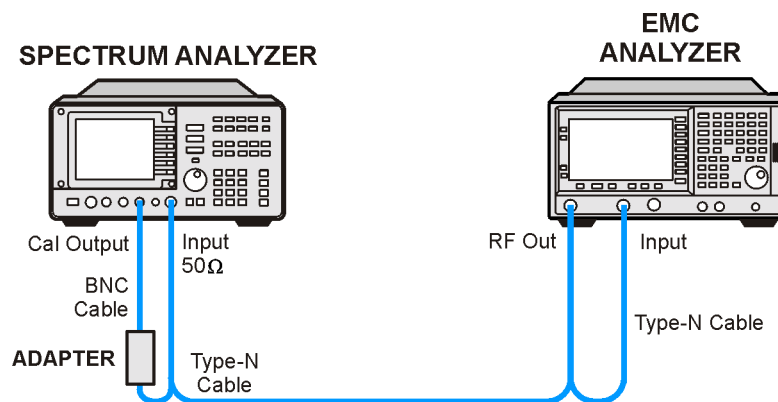 SPECTRUM ANALYZER
EMC
ANALYZER
Cal Output
Input
50Ω
RF Out
Input
BNC
Cable
Type-N Cable
ADAPTER
Type-N
Cable